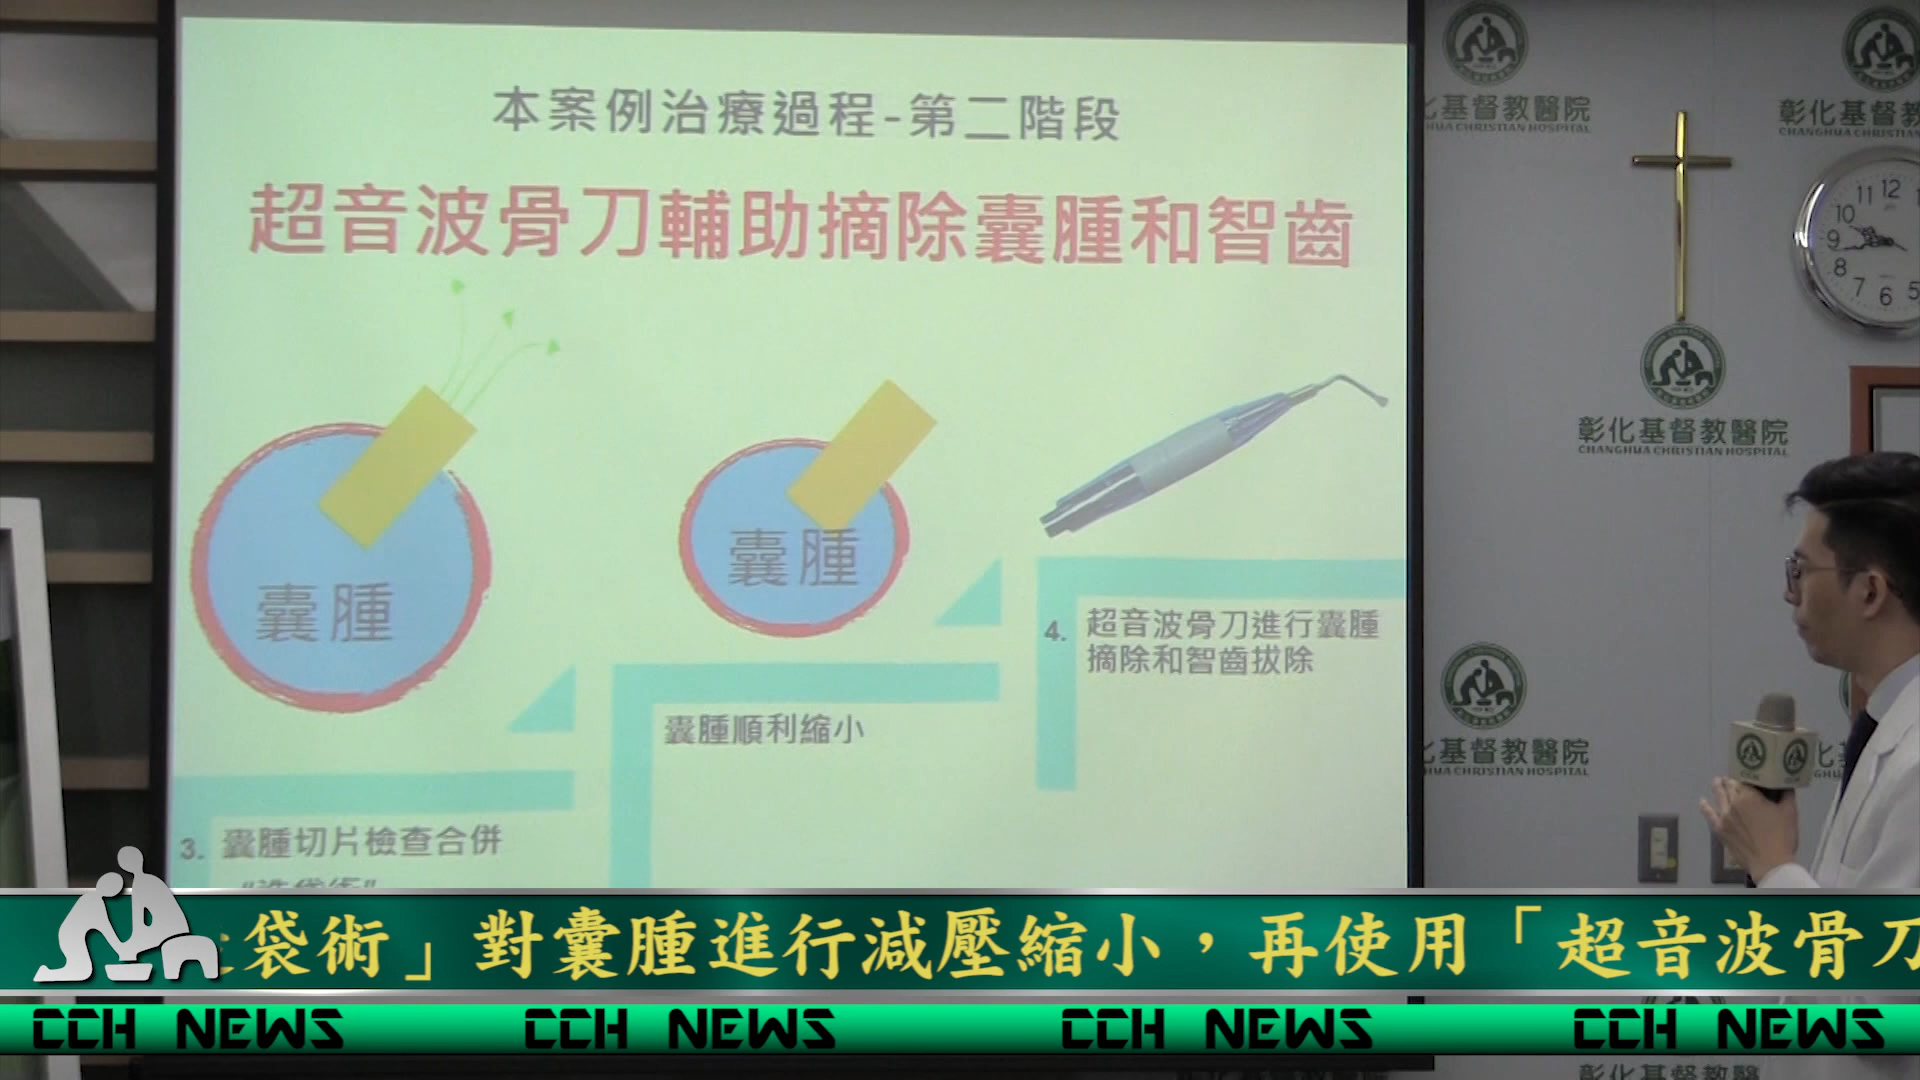 本案例治療過程-第二階段
超音波骨刀輔助摘除囊腫和智齒
囊腫
囊腫
3. 囊腫切片檢查合併
囊腫順利縮小
4. 超音波骨刀進行囊腫
摘除和智齒拔除
化基督教醫院
HUA CHRISTIAN HOSPITAL
彰化基督教
CHANGHUA CHRISTIAN
11 12
10
9
8
7 6 5
彰化基督教醫院
CHANGHUA CHRISTIAN HOSPITAL
化基督教醫院
HUA CHRISTIAN HOSPITAL
CCH
袋術」對囊腫進行減壓縮小，再使用「超音波骨刀
CCH NEWS CCH NEWS CCH NEWS CCH NEWS